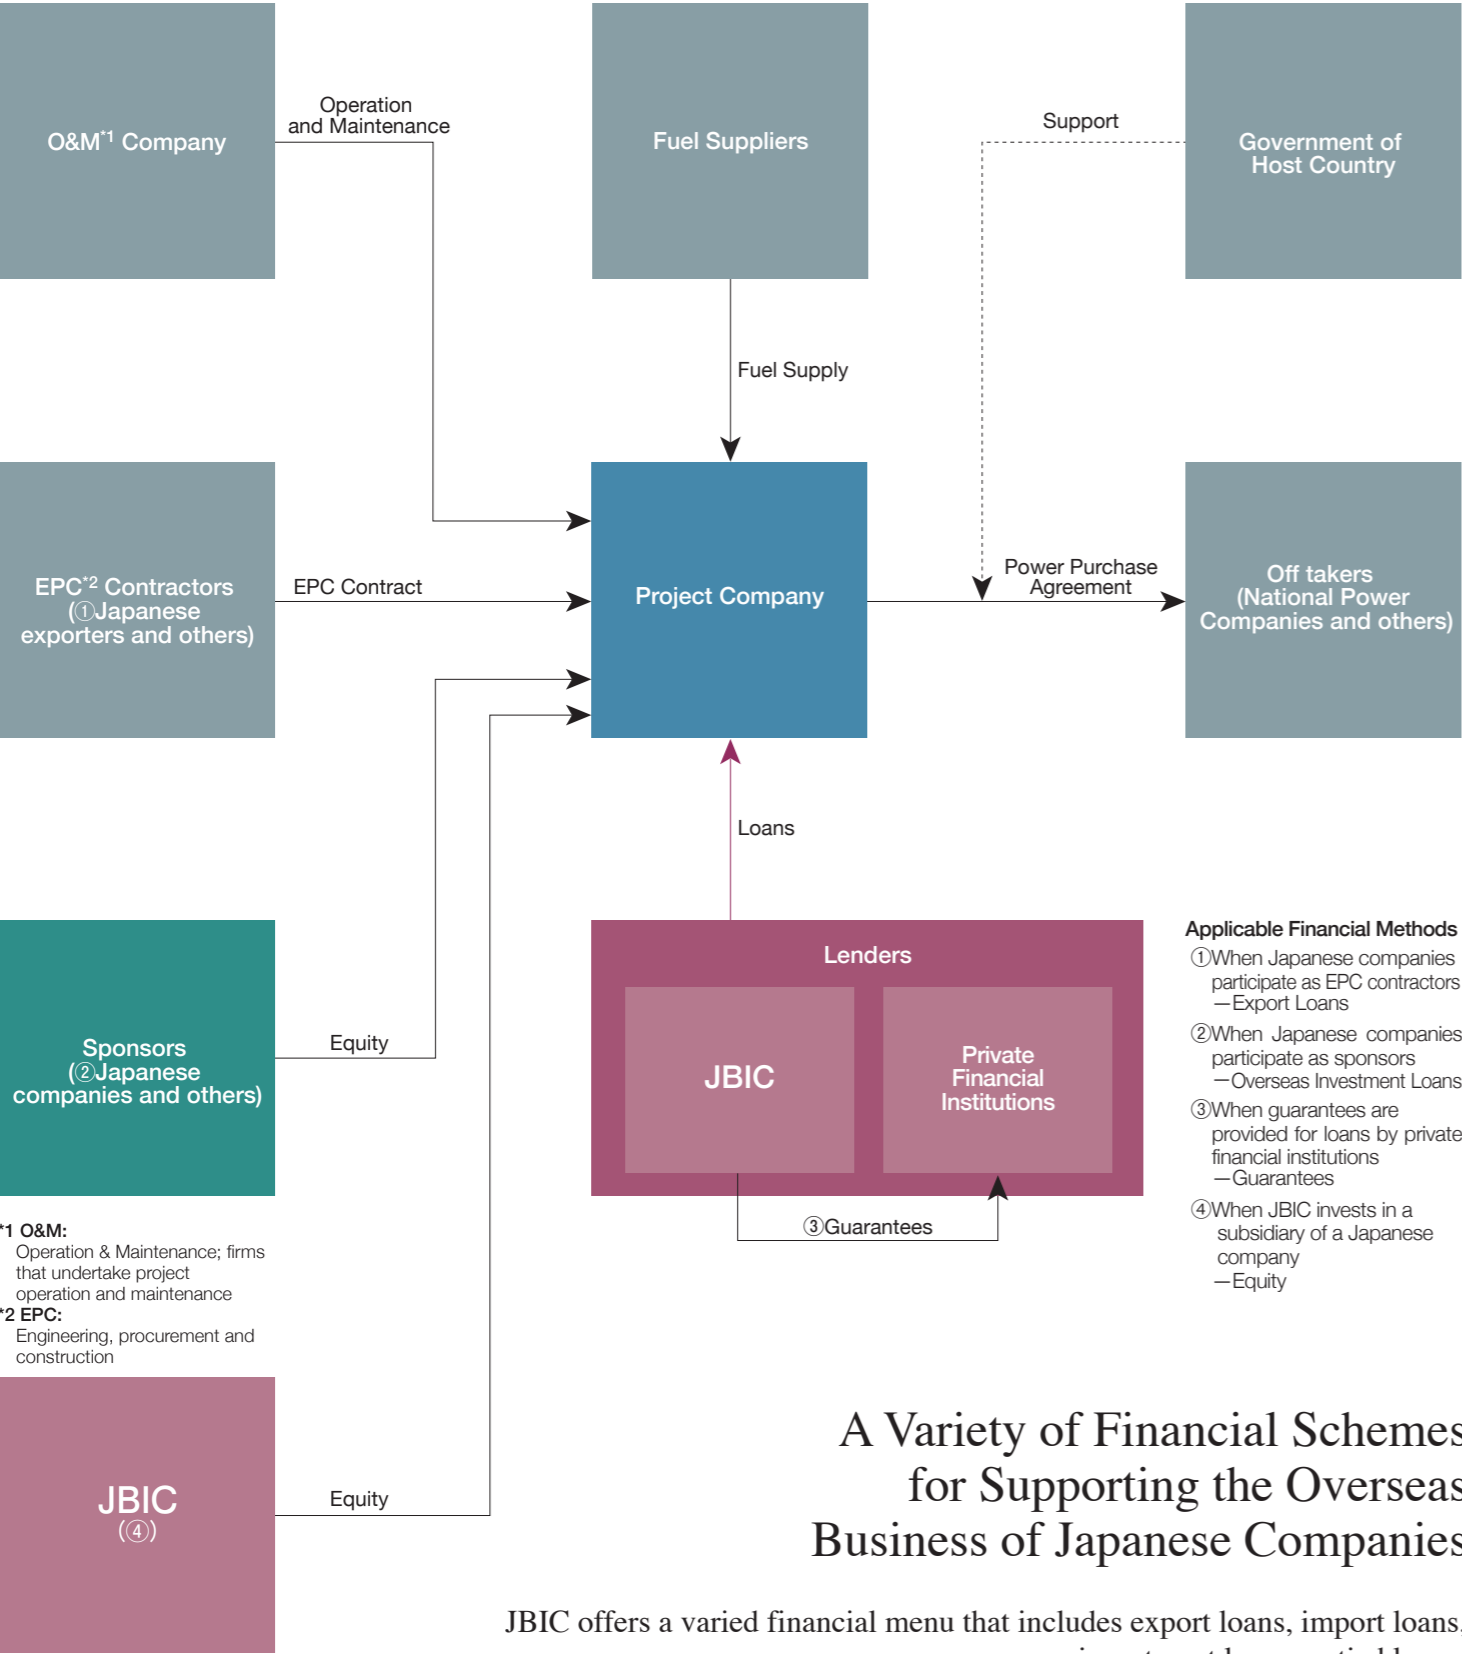 Operation
and Maintenance
O&M*1 Company
Fuel Suppliers
Support
Government of
Host Country
Fuel Supply
EPC*2 Contractors
(①Japanese
exporters and others)
EPC Contract
Project Company
Power Purchase
Agreement
Off takers
(National Power
Companies and others)
Loans
Sponsors
(②Japanese
companies and others)
Equity
Lenders
JBIC
Private
Financial
Institutions
③Guarantees
Applicable Financial Methods
①When Japanese companies
participate as EPC contractors
—Export Loans
②When Japanese companies
participate as sponsors
—Overseas Investment Loans
③When guarantees are
provided for loans by private
financial institutions
—Guarantees
④When JBIC invests in a
subsidiary of a Japanese
company
—Equity
*1 O&M:
Operation & Maintenance; firms
that undertake project
operation and maintenance
*2 EPC:
Engineering, procurement and
construction
JBIC
(④)
Equity
A Variety of Financial Schemes
for Supporting the Overseas
Business of Japanese Companies
JBIC offers a varied financial menu that includes export loans, import loans,